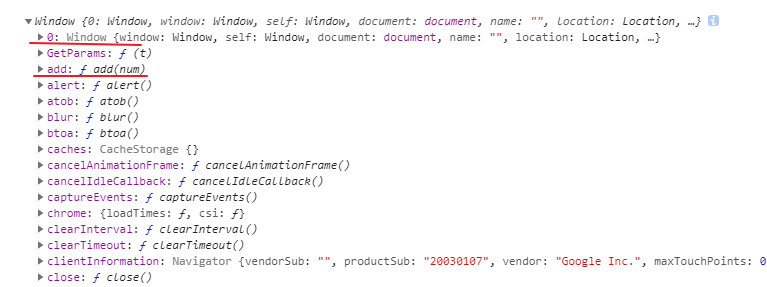 Window {0: Window, window: Window, self: Window, document: document, name: "", location: Location, …} i
0: Window {window: Window, self: Window, document: document, name: "", location: Location, …}
GetParams: ƒ (t)
add: ƒ add(num)
alert: ƒ alert()
atob: ƒ atob()
blur: ƒ blur()
btoa: ƒ btoa()
caches: CacheStorage {}
cancelAnimationFrame: ƒ cancelAnimationFrame()
cancelIdleCallback: ƒ cancelIdleCallback()
captureEvents: ƒ captureEvents()
chrome: {loadTimes: ƒ, csi: ƒ}
clearInterval: ƒ clearInterval()
clearTimeout: ƒ clearTimeout()
clientInformation: Navigator {vendorSub: "", productSub: "20030107", vendor: "Google Inc.", maxTouchPoints: 0
close: ƒ close()